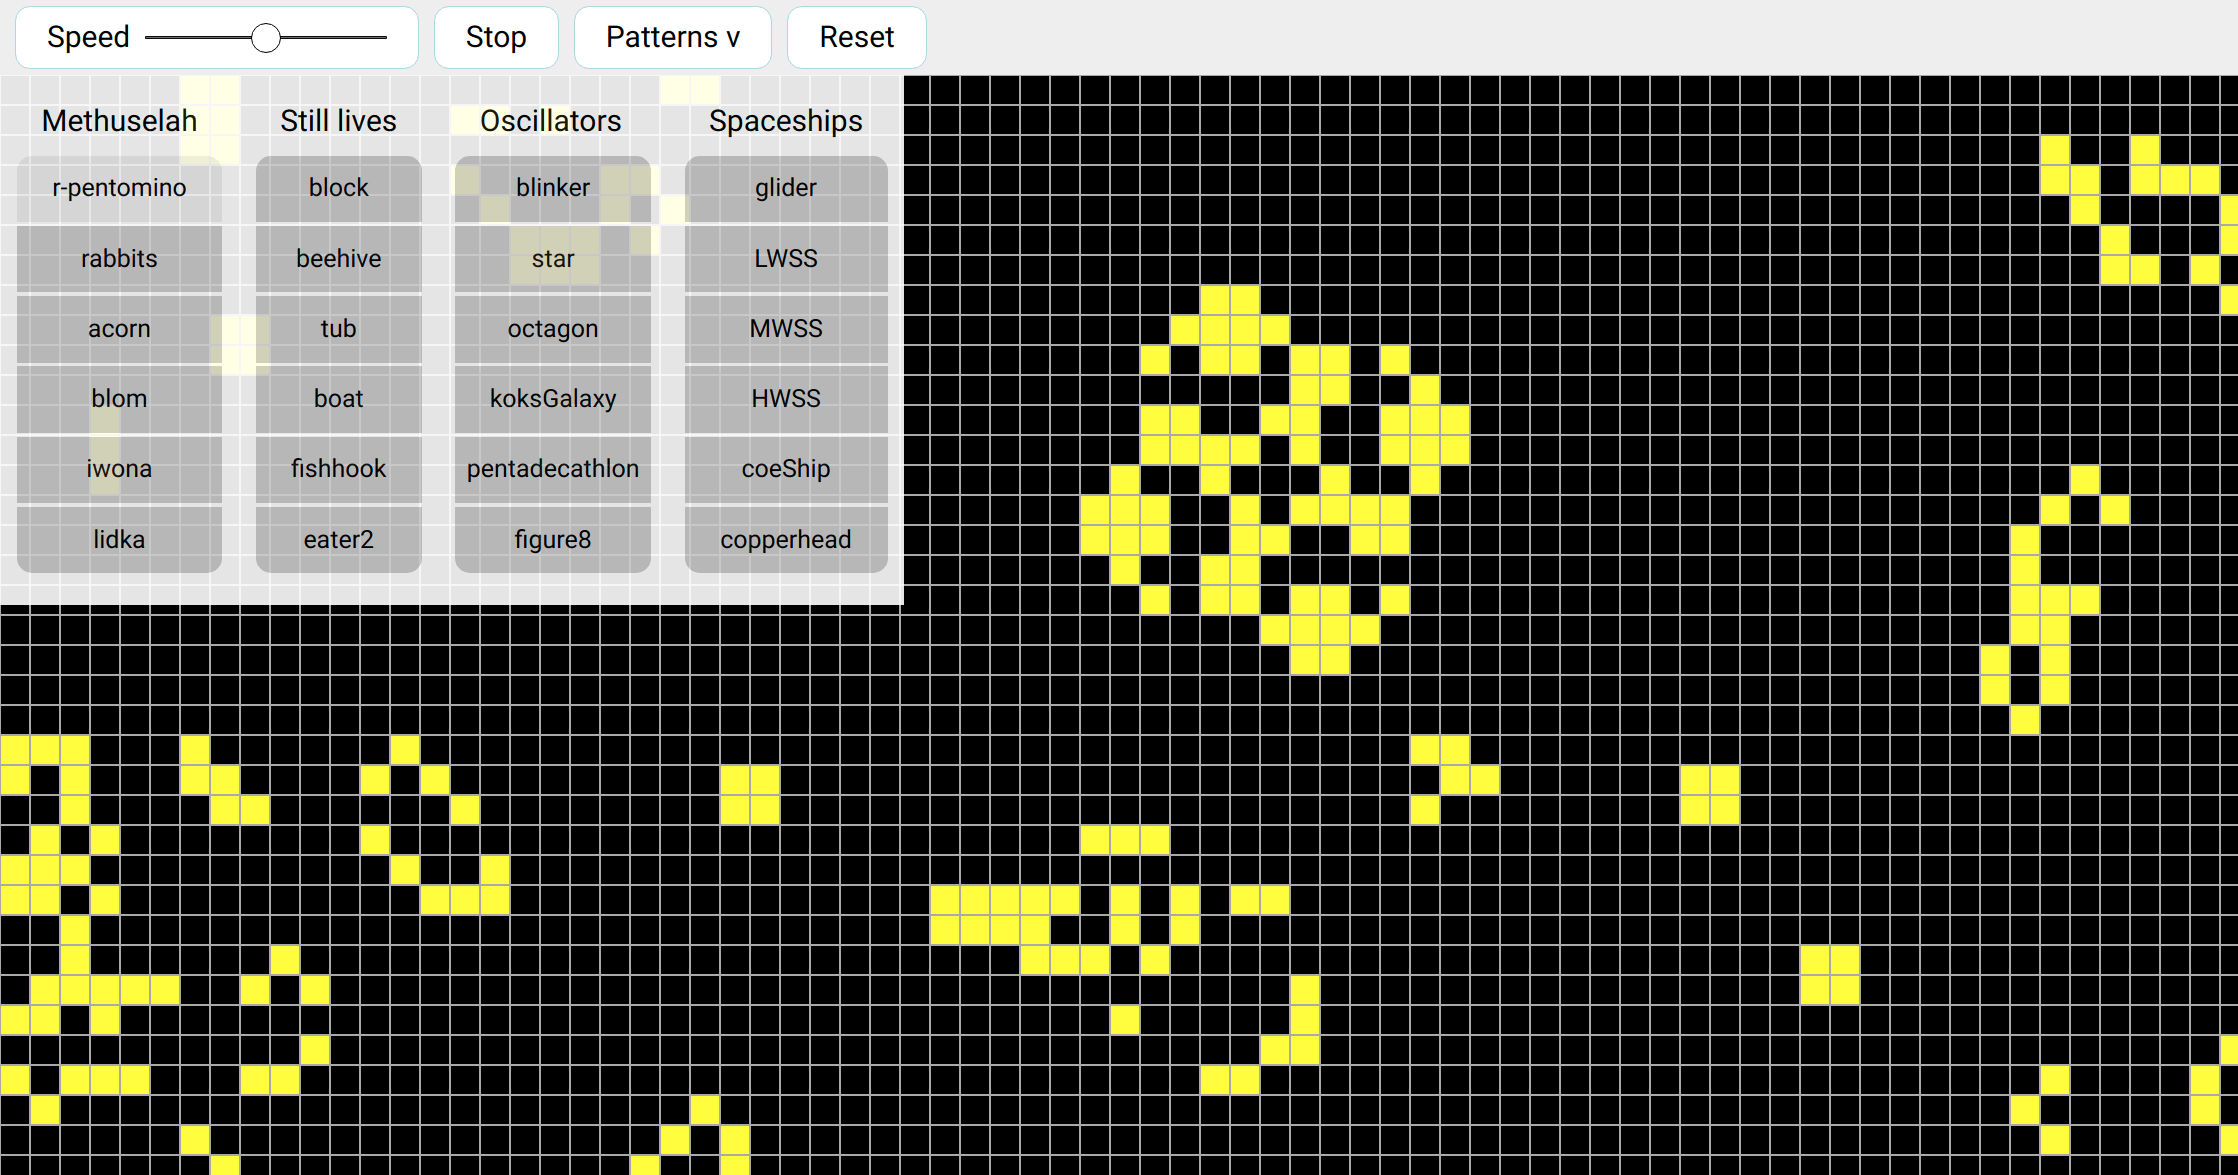 Speed Stop Patterns v Reset
Methuselah Still lives Oscillators Spaceships
r-pentomino block blinker glider
rabbits beehive star LWSS
acorn tub octagon MWSS
blom boat koksGalaxy HWSS
iwona fishhook pentadecathlon coeShip
lidka eater2 figure8 copperhead